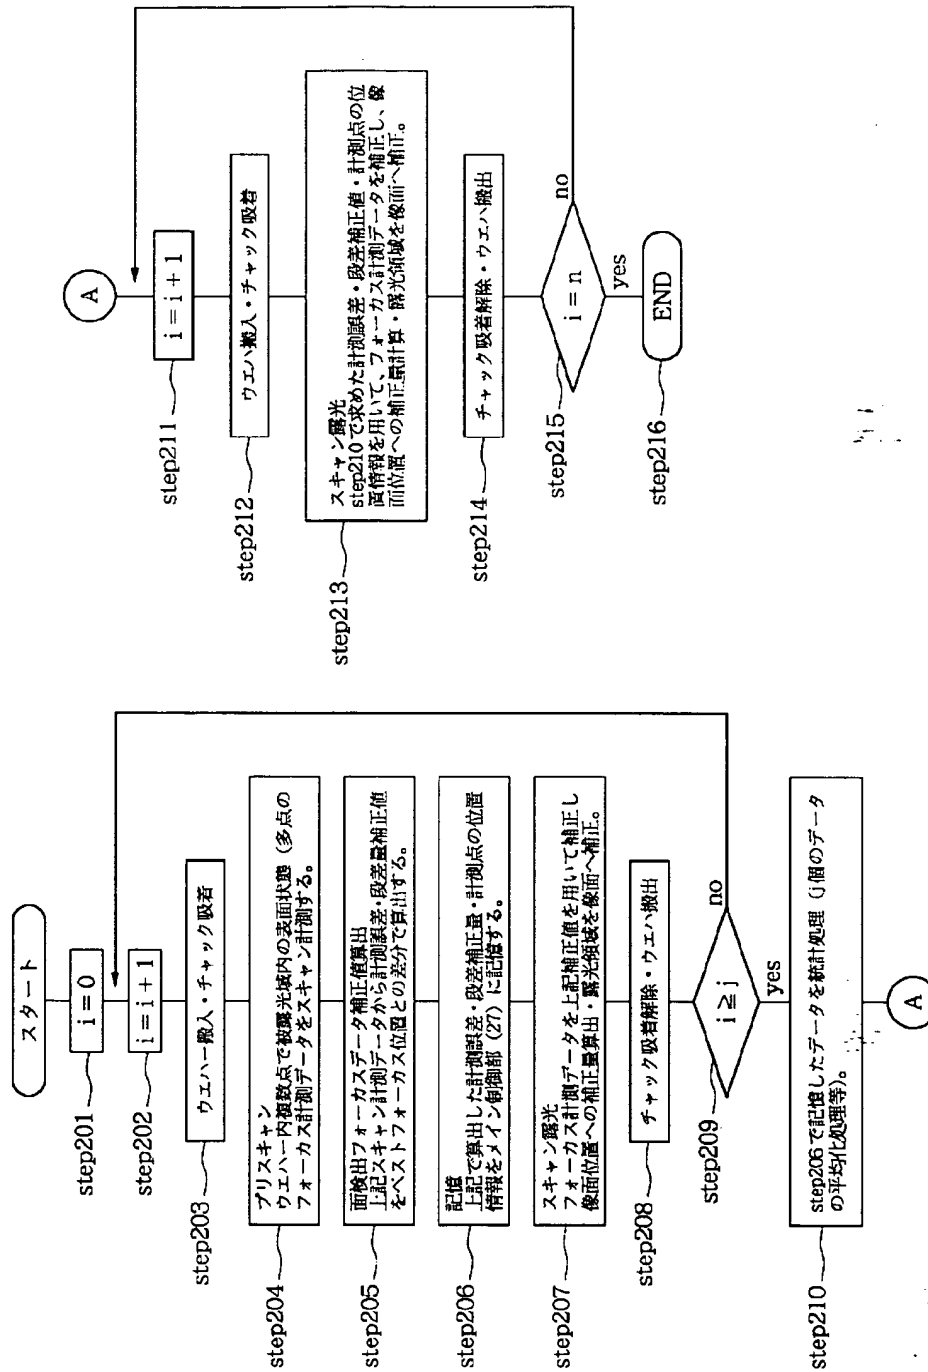 スタート
step201
i=0
step202
i=i+1
step203
ウエハー搬入・チャック吸着
step204
プリスキャン
ウエハー内複数点で被露光域内の表面状態（多点の
フォーカス計測データをスキャン計測する。
step205
面検出フォーカスデータ補正値算出
上記スキャン計測データから計測誤差・段差量補正値
をベストフォーカス位置との差分で算出する。
step206
記憶
上記で算出した計測誤差・段差補正量・計測点の位置
情報をメイン制御部（27）に記憶する。
step207
スキャン露光
フォーカス計測データを上記補正値を用いて補正し
像面位置への補正量算出・露光領域を像面へ補正。
step208
チャック吸着解除・ウエハ搬出
step209
i≧j
no
yes
step210
step206で記憶したデータを統計処理（j個のデータ
の平均化処理等）。
A
A
step211
i=i+1
step212
ウエハ搬入・チャック吸着
step213
スキャン露光
step210で求めた計測誤差・段差補正値・計測点の位
置情報を用いて、フォーカス計測データを補正し、像
面位置への補正量計算・露光領域を像面へ補正。
step214
チャック吸着解除・ウエハ搬出
step215
i=n
no
yes
step216
END